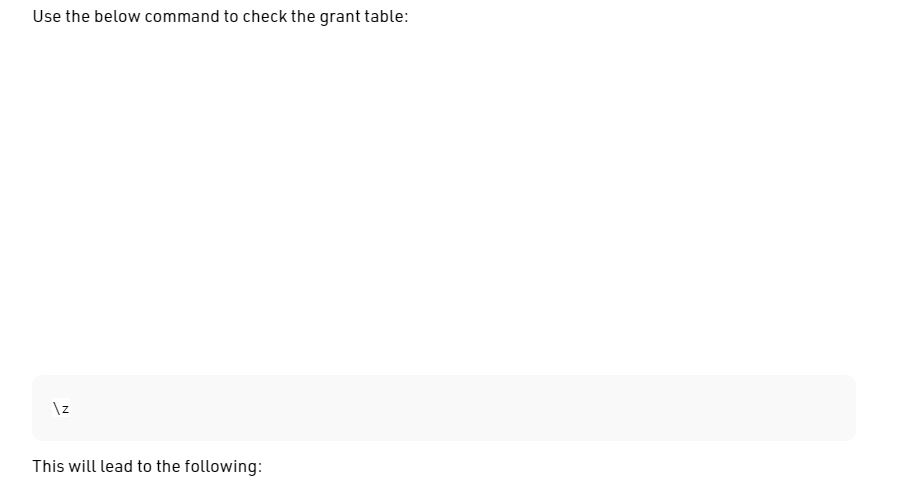 Use the below command to check the grant table:
\z
This will lead to the following: